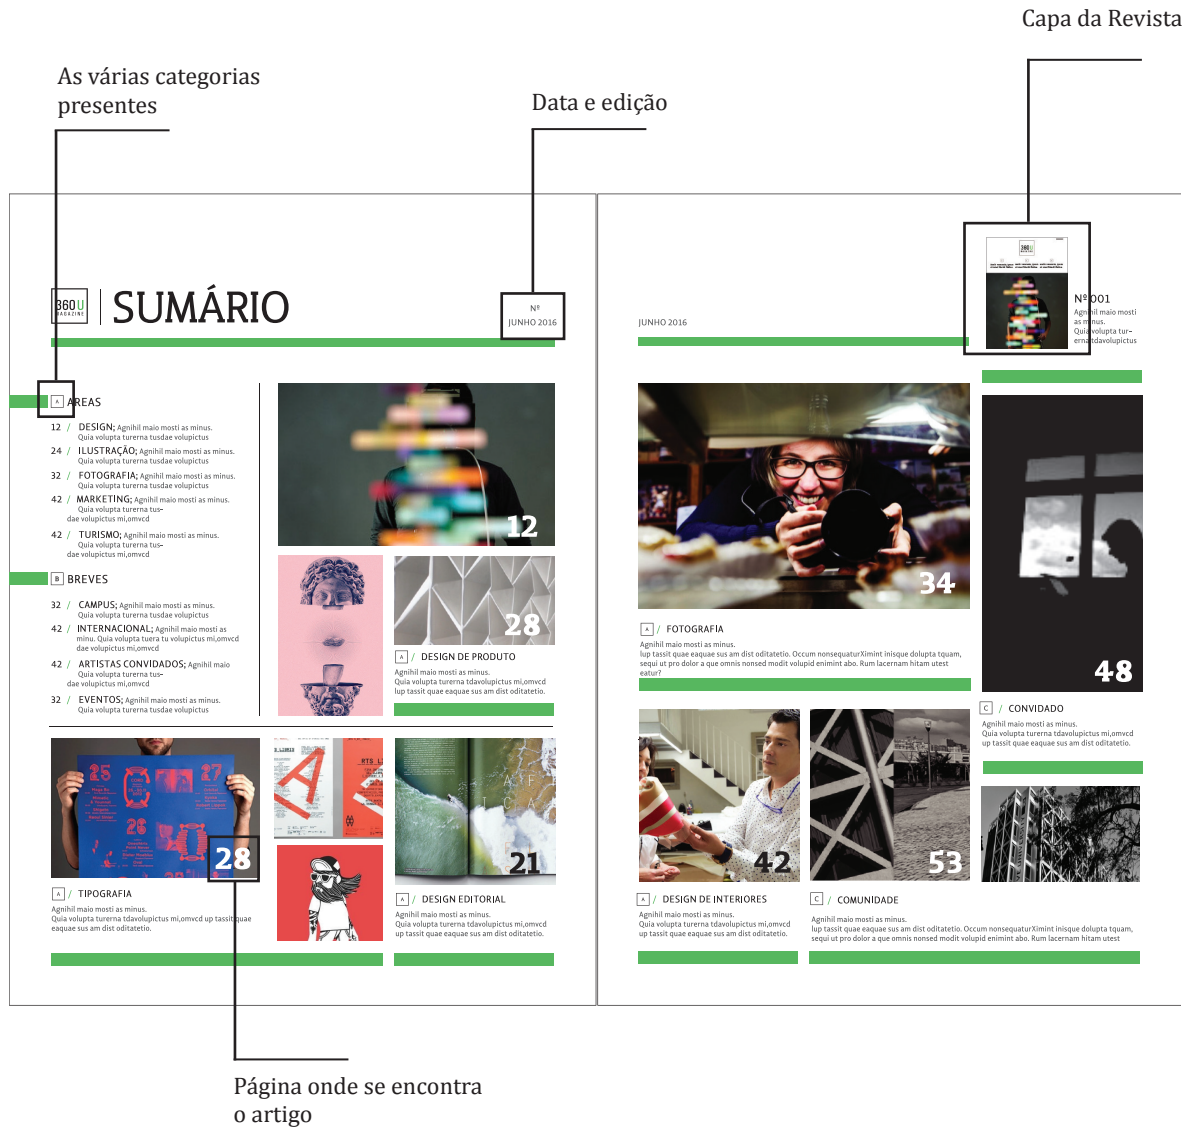 Capa da Revista
As várias categorias
presentes
Data e edição
360U
MAGAZINE
SUMÁRIO
Nº
JUNHO 2016
JUNHO 2016
360U
Nº 001
Agnihil maio mosti
as minus.
Quia volupta tur-
erna tdavolupictus
A AREAS
12 / DESIGN; Agnihil maio mosti as minus.
Quia volupta turerna tusdae volupictus
24 / ILUSTRAÇÃO; Agnihil maio mosti as minus.
Quia volupta turerna tusdae volupictus
32 / FOTOGRAFIA; Agnihil maio mosti as minus.
Quia volupta turerna tusdae volupictus
42 / MARKETING; Agnihil maio mosti as minus.
Quia volupta turerna tus-
dae volupictus mi,omvcd
42 / TURISMO; Agnihil maio mosti as minus.
Quia volupta turerna tus-
dae volupictus mi,omvcd
B BREVES
32 / CAMPUS; Agnihil maio mosti as minus.
Quia volupta turerna tusdae volupictus
42 / INTERNACIONAL; Agnihil maio mosti as
minu. Quia volupta tuera tu volupictus mi,omvcd
dae volupictus mi,omvcd
42 / ARTISTAS CONVIDADOS; Agnihil maio
Quia volupta turerna tus-
dae volupictus mi,omvcd
32 / EVENTOS; Agnihil maio mosti as minus.
Quia volupta turerna tusdae volupictus
12
28
A / DESIGN DE PRODUTO
Agnihil maio mosti as minus.
Quia volupta turerna tdavolupictus mi,omvcd
lup tassit quae eaquae sus am dist oditatetio.
25
27
26
28
A / TIPOGRAFIA
Agnihil maio mosti as minus.
Quia volupta turerna tdavolupictus mi,omvcd up tassit quae
eaquae sus am dist oditatetio.
21
A / DESIGN EDITORIAL
Agnihil maio mosti as minus.
Quia volupta turerna tdavolupictus mi,omvcd
up tassit quae eaquae sus am dist oditatetio.
34
A / FOTOGRAFIA
Agnihil maio mosti as minus.
lup tassit quae eaquae sus am dist oditatetio. Occum nonsequaturXimint inisque dolupta tquam,
sequi ut pro dolor a que omnis nonsed modit volupid enimint abo. Rum lacernam hitam utest
eatur?
48
C / CONVIDADO
Agnihil maio mosti as minus.
Quia volupta turerna tdavolupictus mi,omvcd
up tassit quae eaquae sus am dist oditatetio.
42
A / DESIGN DE INTERIORES
Agnihil maio mosti as minus.
Quia volupta turerna tdavolupictus mi,omvcd
up tassit quae eaquae sus am dist oditatetio.
53
C / COMUNIDADE
Agnihil maio mosti as minus.
lup tassit quae eaquae sus am dist oditatetio. Occum nonsequaturXimint inisque dolupta tquam,
sequi ut pro dolor a que omnis nonsed modit volupid enimint abo. Rum lacernam hitam utest
Página onde se encontra
o artigo